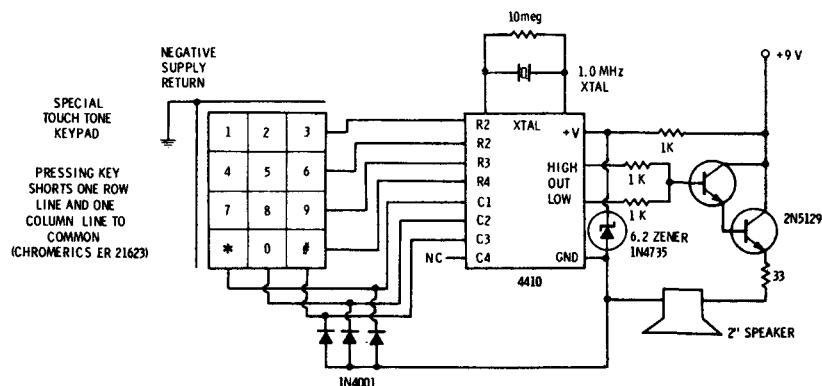 10meg
NEGATIVE
SUPPLY
RETURN
+9 V
1.0 MHz
XTAL
SPECIAL
TOUCH TONE
KEYPAD
1 2 3
R2 XTAL +V
1K
R2
4 5 6
HIGH
1 K
PRESSING KEY
SHORTS ONE ROW
LINE AND ONE
COLUMN LINE TO
COMMON
(CHROMERICS ER 21623)
R3
OUT
R4
LOW
1 K
7 8 9
C1
2N5129
C2
6.2 ZENER
1N4735
* 0 #
C3
NC C4 GND
33
4410
2" SPEAKER
1N4001